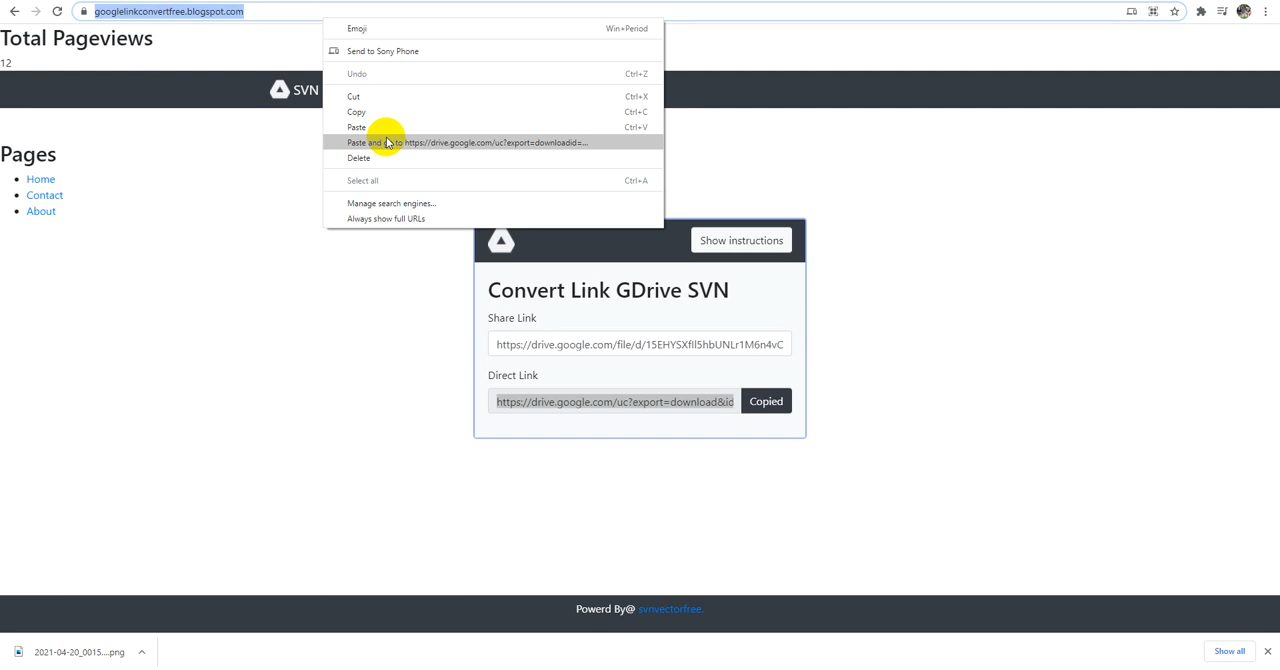 googlelinkconvertfree.blogspot.com
Total Pageviews
12
SVN
Emoji Win+Period
Send to Sony Phone
Undo Ctrl+Z
Cut Ctrl+X
Copy Ctrl+C
Paste Ctrl+V
Paste and go to https://drive.google.com/uc?export=downloadid=...
Delete
Select all Ctrl+A
Manage search engines...
Always show full URLs
Pages
Home
Contact
About
Show instructions
Convert Link GDrive SVN
Share Link
https://drive.google.com/file/d/15EHYSXfIl5hbUNLr1M6n4vC
Direct Link
https://drive.google.com/uc?export=download&id Copied
Powerd By@ svnvectorfree.
2021-04-20_0015....png Show all